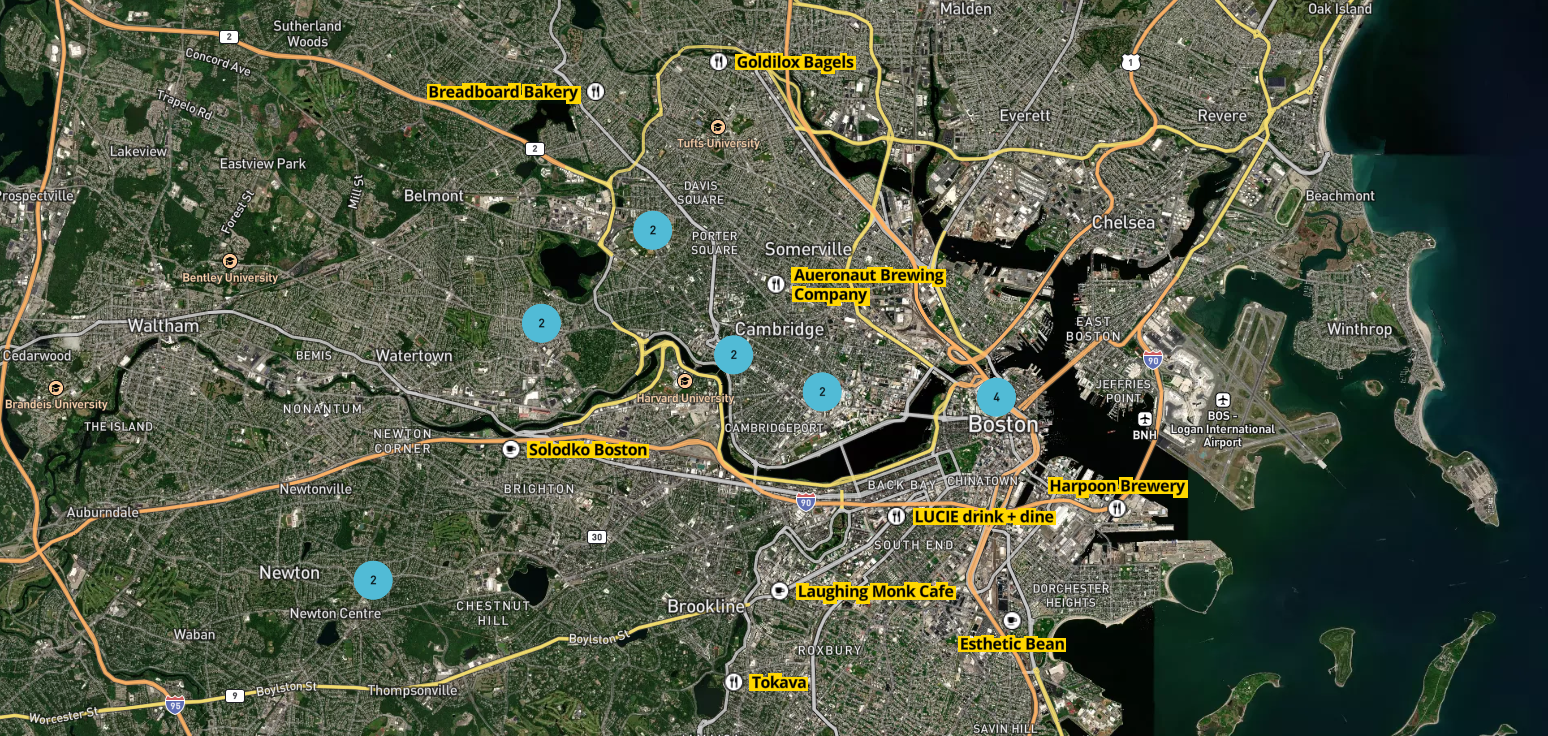 Malden
Oak Island
Sutherland
Woods
2
Concord Ave
Goldilox Bagels
1
Breadboard Bakery
Trapelo Rd
Everett
Revere
Tufts University
Lakeview
2
Eastview Park
DAVIS
SQUARE
Prospectville
Mill St
Belmont
Beachmont
Forest St
Chelsea
2
PORTER
SQUARE
Somerville
Bentley University
Aueronaut Brewing
Company
Waltham
2
Cambridge
EAST
BOSTON
Winthrop
Cedarwood
BEMIS
Watertown
2
90
Brandeis University
Harvard University
2
4
JEFFRIES
POINT
NONANTUM
BOS -
Logan International
Airport
THE ISLAND
NEWTON
CORNER
CAMBRIDGEPORT
Boston
BNH
Solodko Boston
Newtonville
BRIGHTON
BACK BAY
CHINATOWN
Harpoon Brewery
90
Auburndale
LUCIE drink + dine
30
SOUTH END
Newton
2
Newton Centre
CHESTNUT
HILL
Brookline
Laughing Monk Cafe
DORCHESTER
HEIGHTS
Waban
Boylston St
Esthetic Bean
ROXBURY
Boylston St
9
Thompsonville
Tokava
95
Worcester St
SAVIN HILL